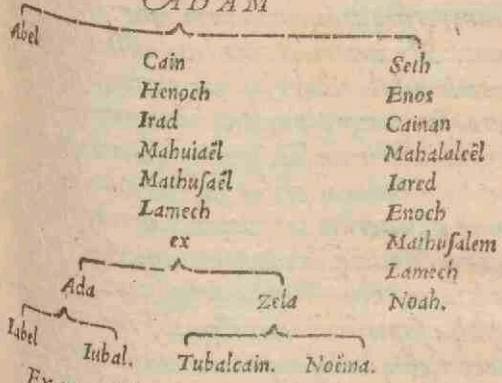 ADAM
Abel
Cain
Henoch
Irad
Mahuiaël
Mathuſaël
Lamech
ex
Ada
Zela
Iabel
Iubal.
Tubalcain.
Noëma.
Seth
Enos
Cainan
Mahalaleël
Iared
Enoch
Mathuſalem
Lamech
Noah.